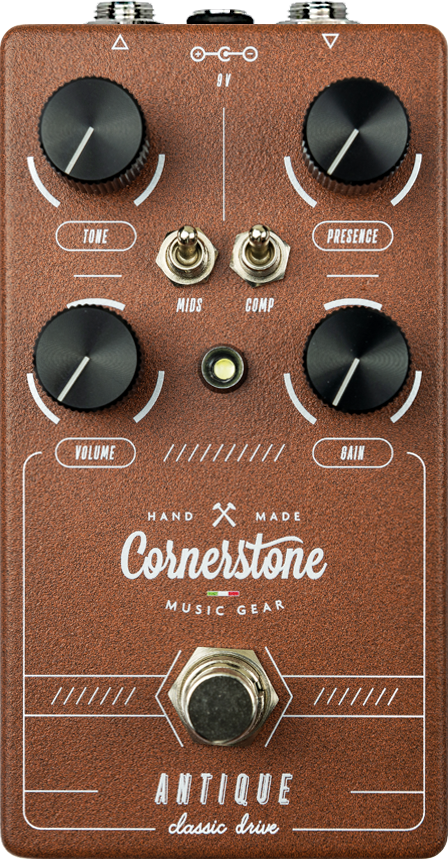 9V
TONE
PRESENCE
MIDS
COMP
VOLUME
GAIN
HAND MADE
Cornerstone
MUSIC GEAR
ANTIQUE
classic drive